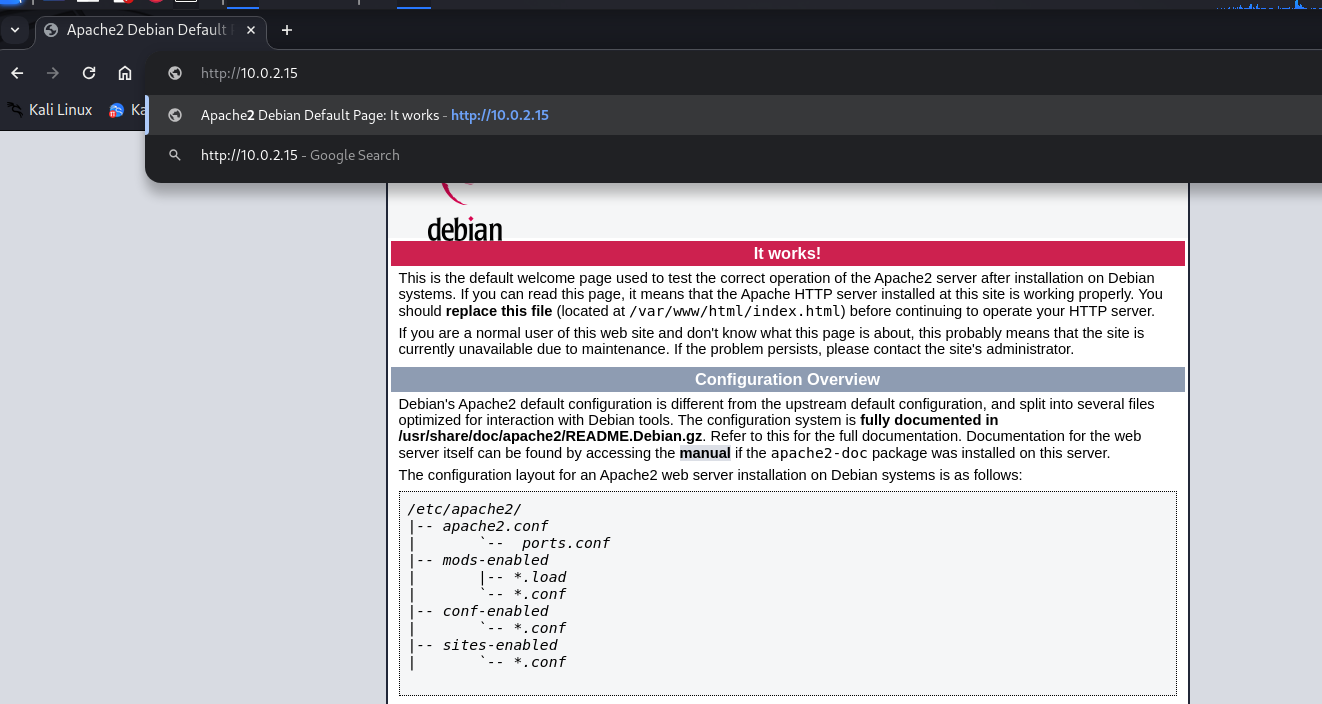 Apache2 Debian Default
http://10.0.2.15
Apache2 Debian Default Page: It works - http://10.0.2.15
Kali Linux Ka
http://10.0.2.15 - Google Search
debian
It works!
This is the default welcome page used to test the correct operation of the Apache2 server after installation on Debian
systems. If you can read this page, it means that the Apache HTTP server installed at this site is working properly. You
should replace this file (located at /var/www/html/index.html) before continuing to operate your HTTP server.
If you are a normal user of this web site and don't know what this page is about, this probably means that the site is
currently unavailable due to maintenance. If the problem persists, please contact the site's administrator.
Configuration Overview
Debian's Apache2 default configuration is different from the upstream default configuration, and split into several files
optimized for interaction with Debian tools. The configuration system is fully documented in
/usr/share/doc/apache2/README.Debian.gz. Refer to this for the full documentation. Documentation for the web
server itself can be found by accessing the manual if the apache2-doc package was installed on this server.
The configuration layout for an Apache2 web server installation on Debian systems is as follows:
/etc/apache2/
|-- apache2.conf
|       `--  ports.conf
|-- mods-enabled
|       |-- *.load
|       `-- *.conf
|-- conf-enabled
|       `-- *.conf
|-- sites-enabled
|       `-- *.conf